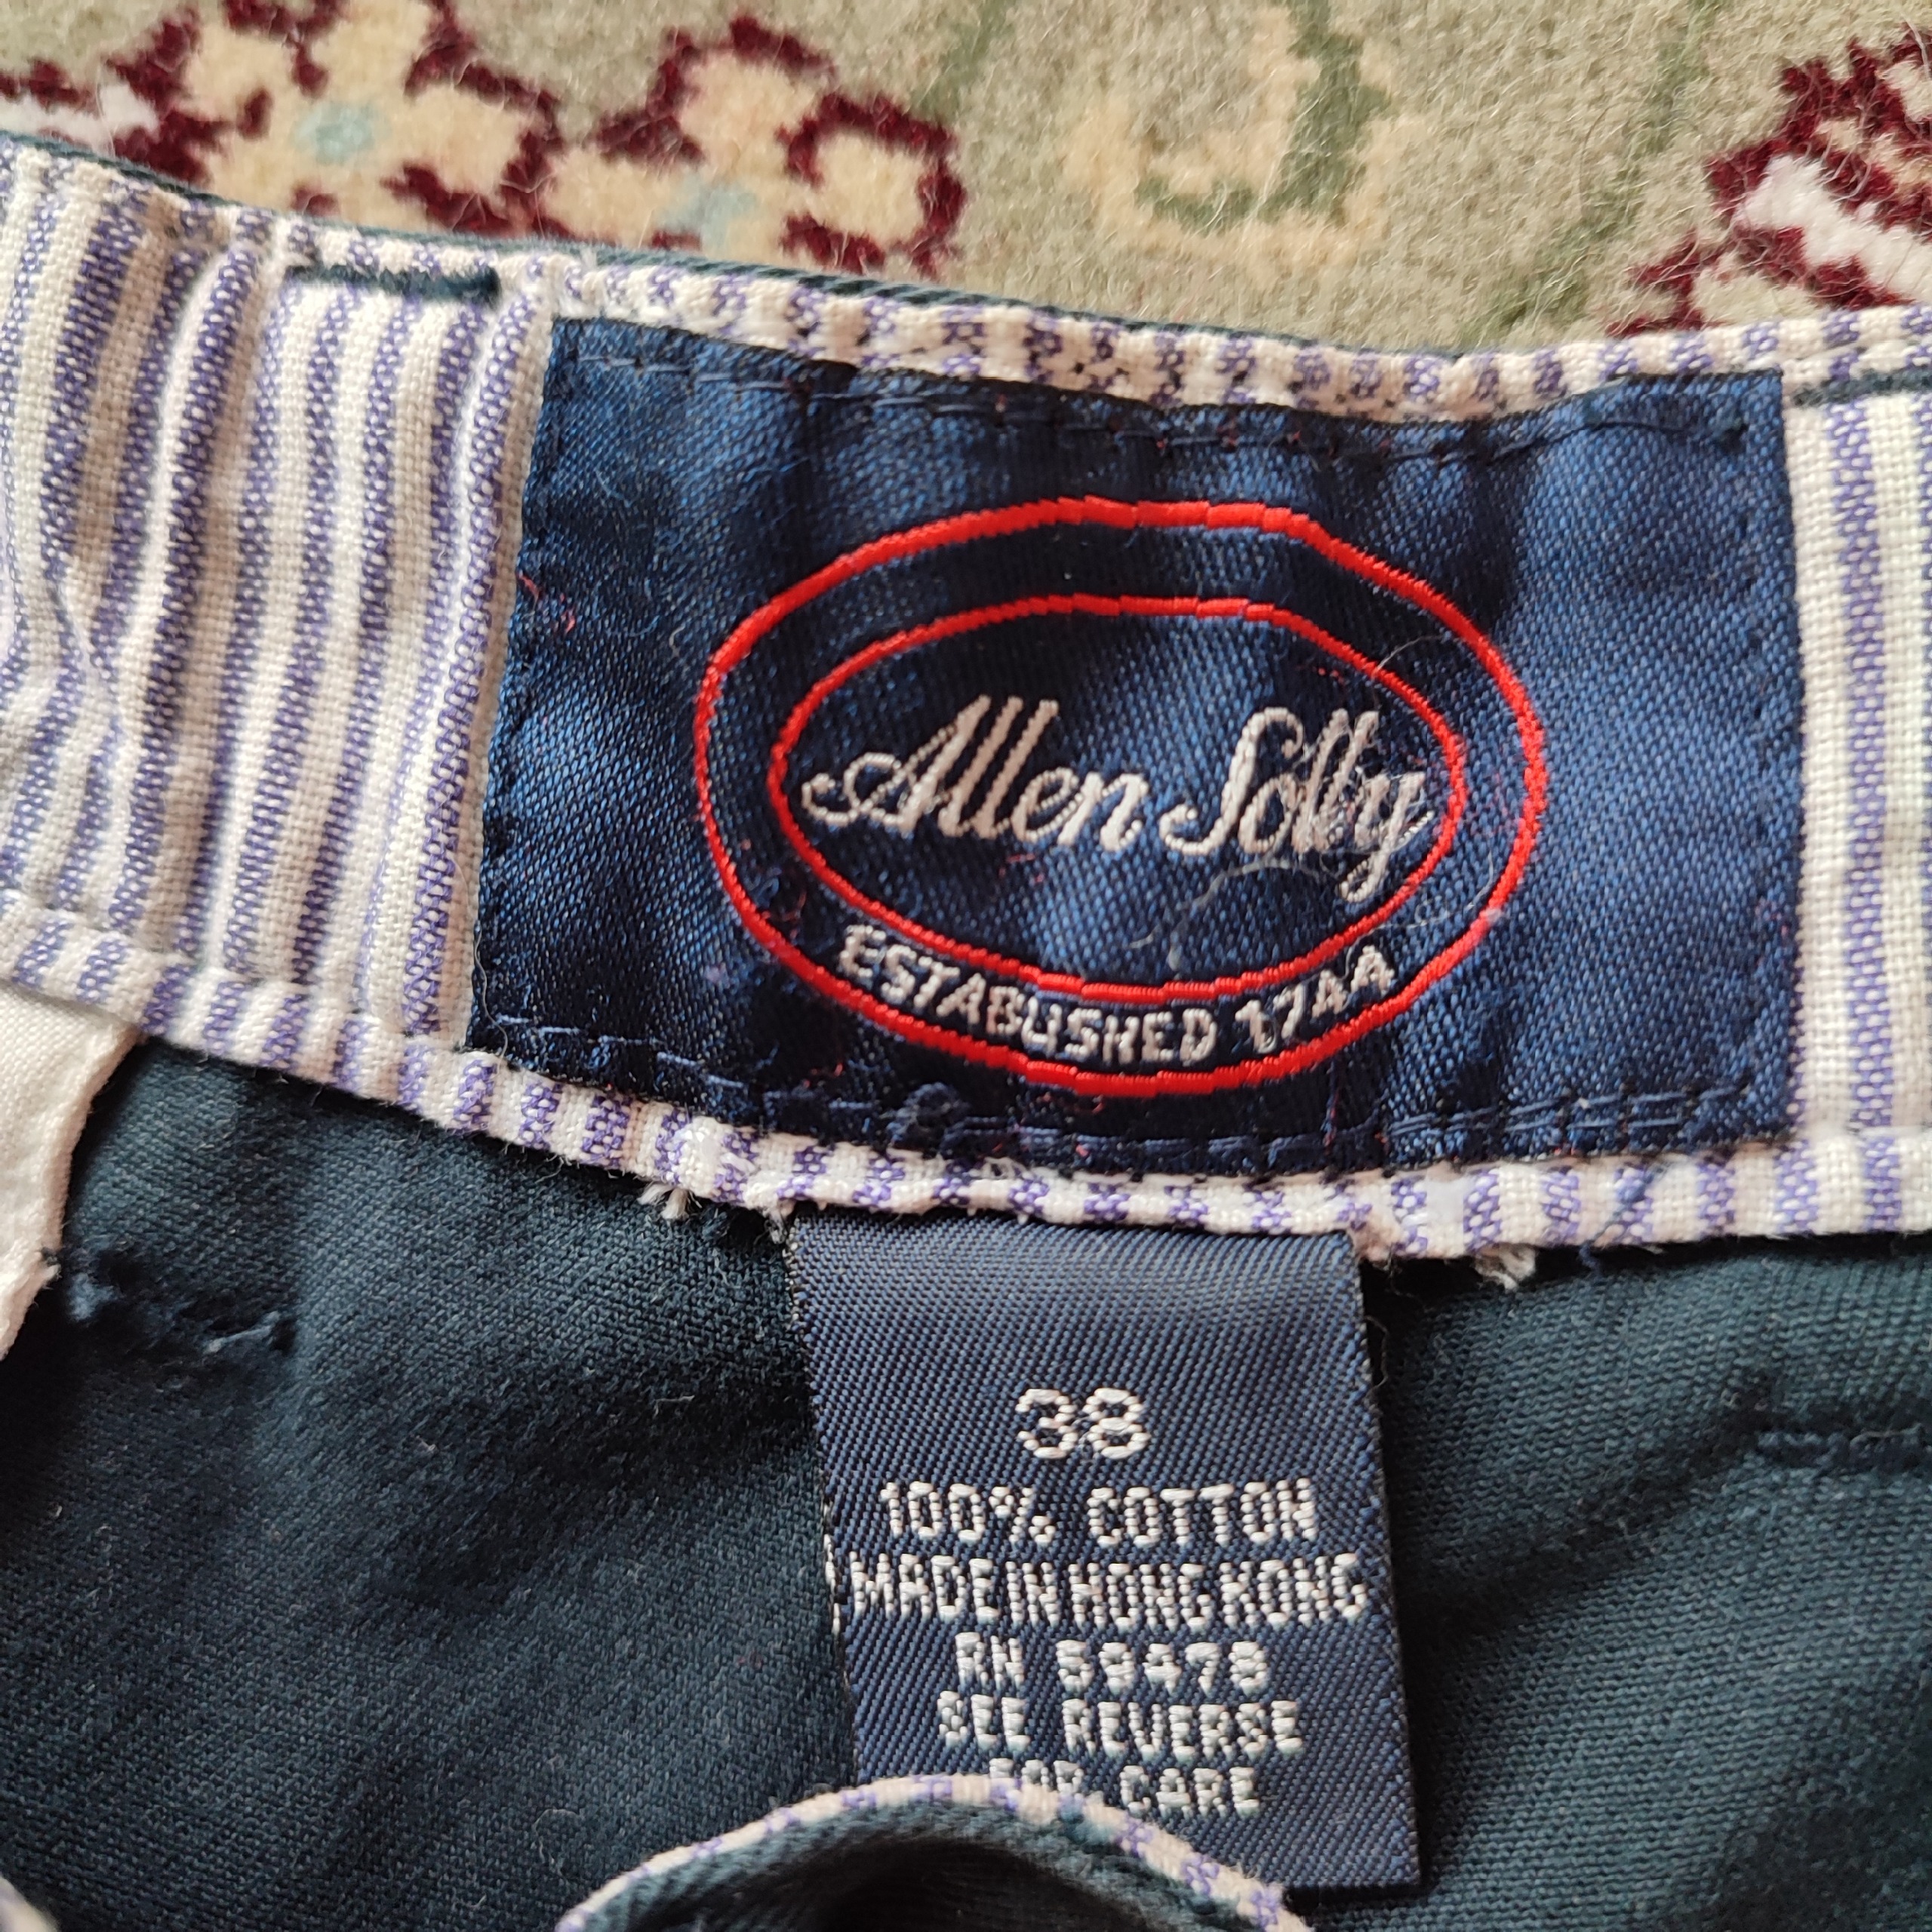 Allen Solly
ESTABLISHED 1744
38
100% COTTON
MADE IN HONG KONG
RN 59478
SEE REVERSE
FOR CARE